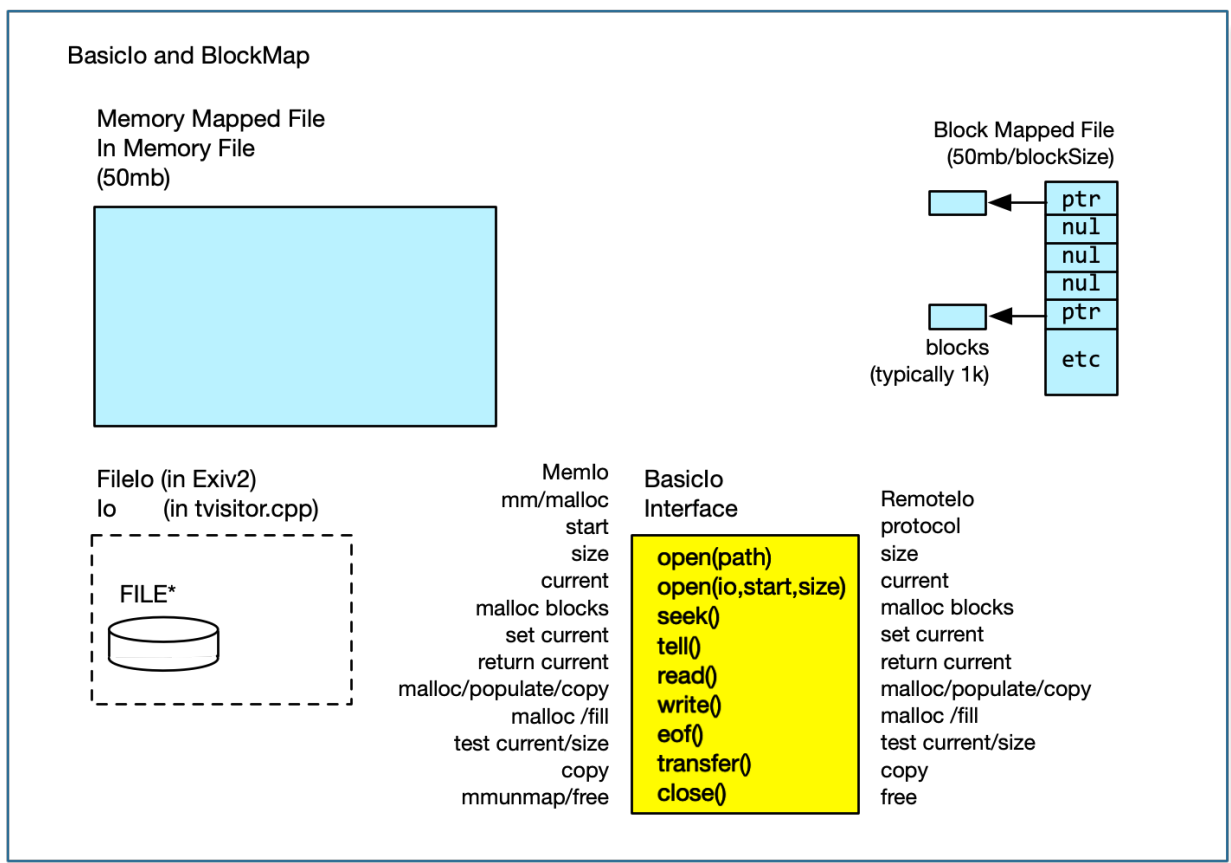 BasicIo and BlockMap
Memory Mapped File
In Memory File
(50mb)
Block Mapped File
(50mb/blockSize)
ptr
nul
nul
nul
ptr
etc
blocks
(typically 1k)
FileIo (in Exiv2)
Io (in tvisitor.cpp)
FILE*
MemIo
mm/malloc
start
size
current
malloc blocks
set current
return current
malloc/populate/copy
malloc /fill
test current/size
copy
mmunmap/free
BasicIo
Interface
open(path)
open(io,start,size)
seek()
tell()
read()
write()
eof()
transfer()
close()
RemoteIo
protocol
size
current
malloc blocks
set current
return current
malloc/populate/copy
malloc /fill
test current/size
copy
free